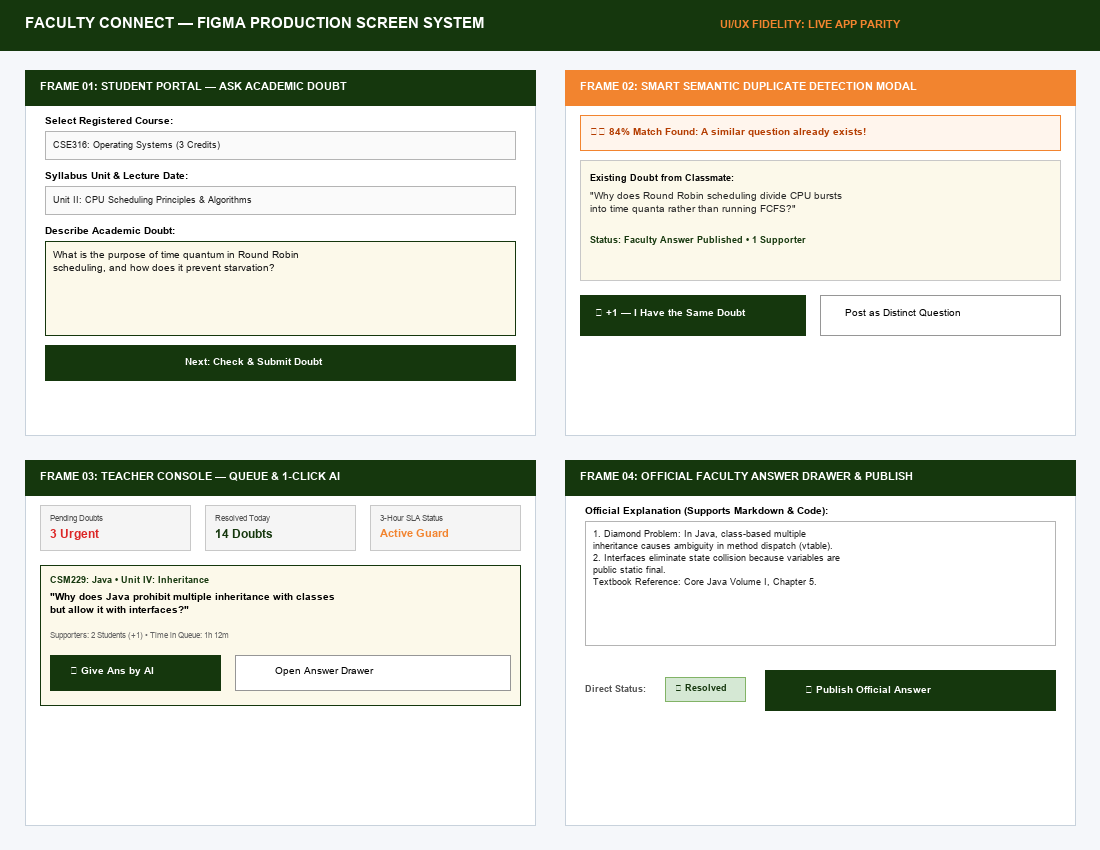 FACULTY CONNECT — FIGMA PRODUCTION SCREEN SYSTEM
UI/UX FIDELITY: LIVE APP PARITY
FRAME 01: STUDENT PORTAL — ASK ACADEMIC DOUBT
Select Registered Course:
CSE316: Operating Systems (3 Credits)
Syllabus Unit & Lecture Date:
Unit II: CPU Scheduling Principles & Algorithms
Describe Academic Doubt:
What is the purpose of time quantum in Round Robin
scheduling, and how does it prevent starvation?
Next: Check & Submit Doubt
FRAME 02: SMART SEMANTIC DUPLICATE DETECTION MODAL
84% Match Found: A similar question already exists!
Existing Doubt from Classmate:
"Why does Round Robin scheduling divide CPU bursts
into time quanta rather than running FCFS?"
Status: Faculty Answer Published • 1 Supporter
+1 — I Have the Same Doubt
Post as Distinct Question
FRAME 03: TEACHER CONSOLE — QUEUE & 1-CLICK AI
Pending Doubts
3 Urgent
Resolved Today
14 Doubts
3-Hour SLA Status
Active Guard
CSM229: Java • Unit IV: Inheritance
"Why does Java prohibit multiple inheritance with classes
but allow it with interfaces?"
Supporters: 2 Students (+1) • Time in Queue: 1h 12m
Give Ans by AI
Open Answer Drawer
FRAME 04: OFFICIAL FACULTY ANSWER DRAWER & PUBLISH
Official Explanation (Supports Markdown & Code):
1. Diamond Problem: In Java, class-based multiple
inheritance causes ambiguity in method dispatch (vtable).
2. Interfaces eliminate state collision because variables are
public static final.
Textbook Reference: Core Java Volume I, Chapter 5.
Direct Status:
Resolved
Publish Official Answer